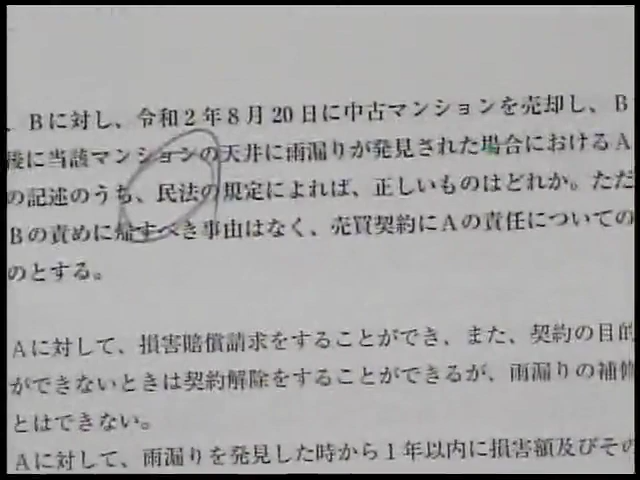 、Bに対し、令和2年8月20日に中古マンションを売却し、B
後に当該マンションの天井に雨漏りが発見された場合におけるA
の記述のうち、民法の規定によれば、正しいものはどれか。ただ
Bの責めに帰すべき事由はなく、売買契約にAの責任についての
のとする。
Aに対して、損害賠償請求をすることができ、また、契約の目的
ができないときは契約解除をすることができるが、雨漏りの補修
とはできない。
Aに対して、雨漏りを発見した時から1年以内に損害額及びその